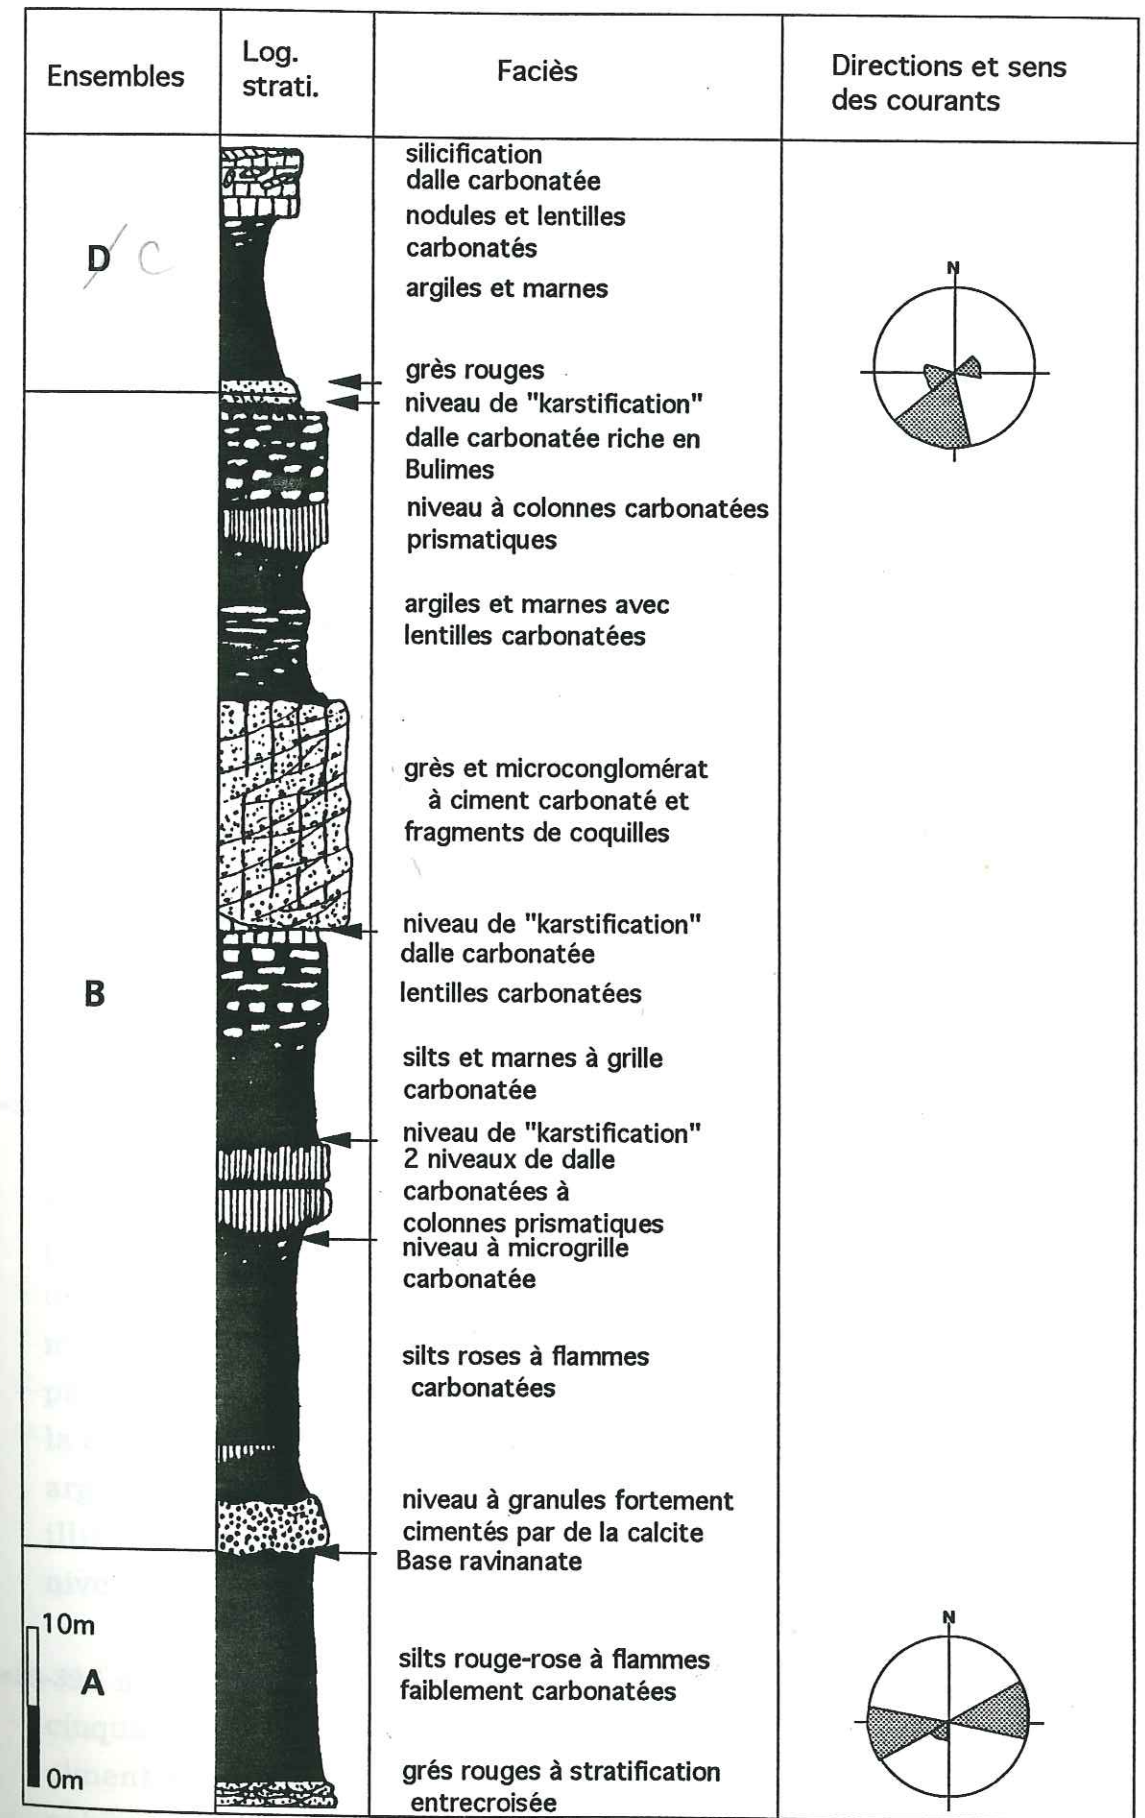 Ensembles
Log.
strati.
Faciès
Directions et sens
des courants
silicification
dalle carbonatée
nodules et lentilles
carbonatés
D C
argiles et marnes
N
grès rouges
niveau de "karstification"
dalle carbonatée riche en
Bulimes
niveau à colonnes carbonatées
prismatiques
argiles et marnes avec
lentilles carbonatées
grès et microconglomérat
à ciment carbonaté et
fragments de coquilles
niveau de "karstification"
dalle carbonatée
B
lentilles carbonatées
silts et marnes à grille
carbonatée
niveau de "karstification"
2 niveaux de dalle
carbonatées à
colonnes prismatiques
niveau à microgrille
carbonatée
silts roses à flammes
carbonatées
niveau à granules fortement
cimentés par de la calcite
Base ravinanate
10m
N
A
silts rouge-rose à flammes
faiblement carbonatées
0m
grés rouges à stratification
entrecroisée